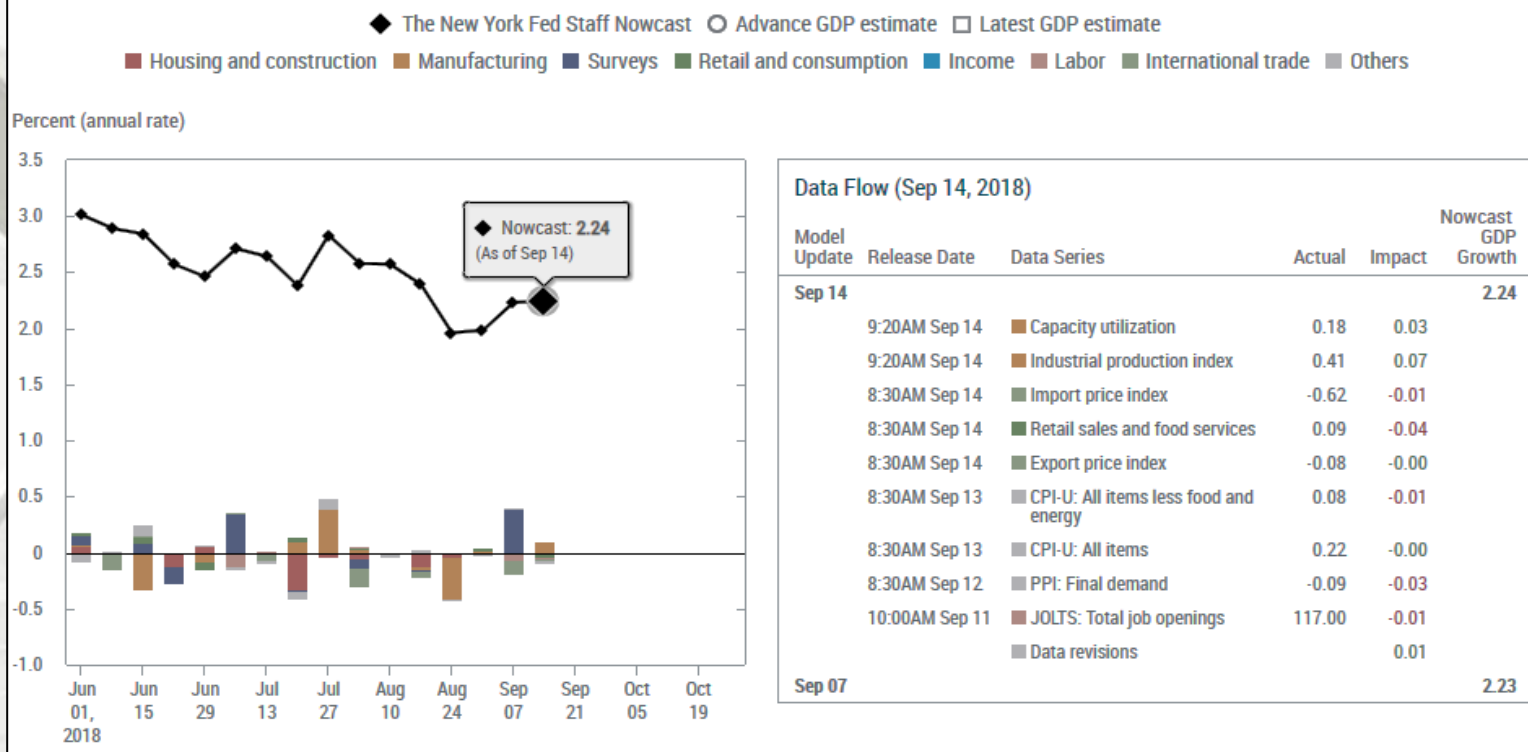 The New York Fed Staff Nowcast Advance GDP estimate Latest GDP estimate
Housing and construction Manufacturing Surveys Retail and consumption Income Labor International trade Others
Percent (annual rate)
3.5
3.0
2.5
2.0
1.5
1.0
0.5
0
-0.5
-1.0
Nowcast: 2.24
(As of Sep 14)
Jun 01, 2018
Jun 15
Jun 29
Jul 13
Jul 27
Aug 10
Aug 24
Sep 07
Sep 21
Oct 05
Oct 19
Data Flow (Sep 14, 2018)
Model Update Release Date Data Series Actual Impact Nowcast GDP Growth
Sep 14 2.24
9:20AM Sep 14 Capacity utilization 0.18 0.03
9:20AM Sep 14 Industrial production index 0.41 0.07
8:30AM Sep 14 Import price index -0.62 -0.01
8:30AM Sep 14 Retail sales and food services 0.09 -0.04
8:30AM Sep 14 Export price index -0.08 -0.00
8:30AM Sep 13 CPI-U: All items less food and energy 0.08 -0.01
8:30AM Sep 13 CPI-U: All items 0.22 -0.00
8:30AM Sep 12 PPI: Final demand -0.09 -0.03
10:00AM Sep 11 JOLTS: Total job openings 117.00 -0.01
Data revisions 0.01
Sep 07 2.23